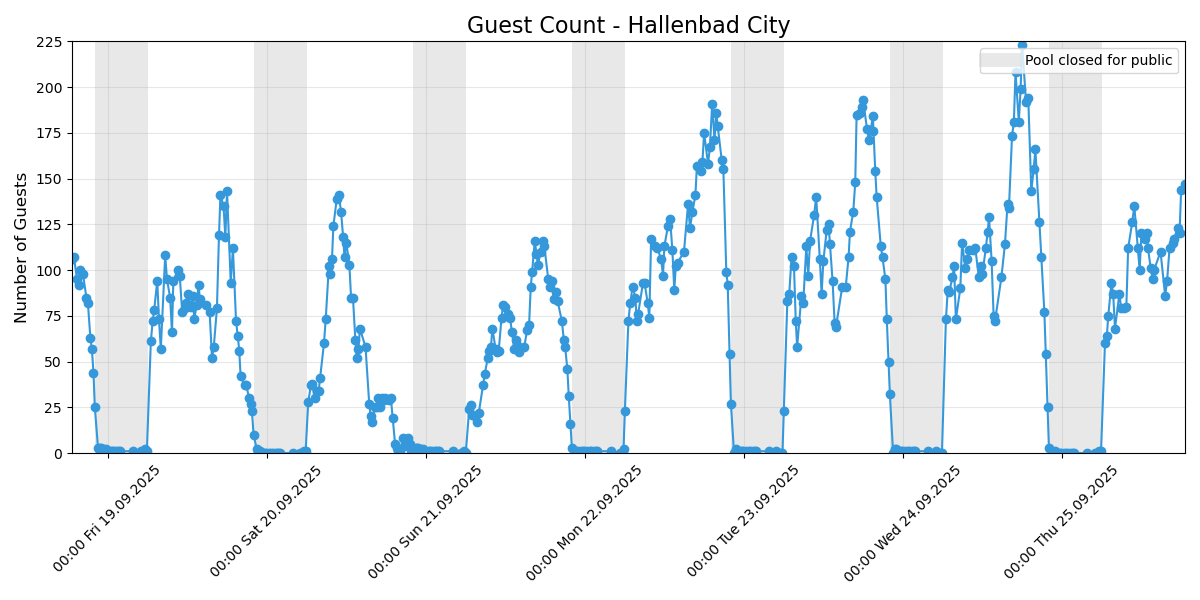 Guest Count - Hallenbad City
Pool closed for public
Number of Guests
225
200
175
150
125
100
75
50
25
0
00:00 Fri 19.09.2025
00:00 Sat 20.09.2025
00:00 Sun 21.09.2025
00:00 Mon 22.09.2025
00:00 Tue 23.09.2025
00:00 Wed 24.09.2025
00:00 Thu 25.09.2025